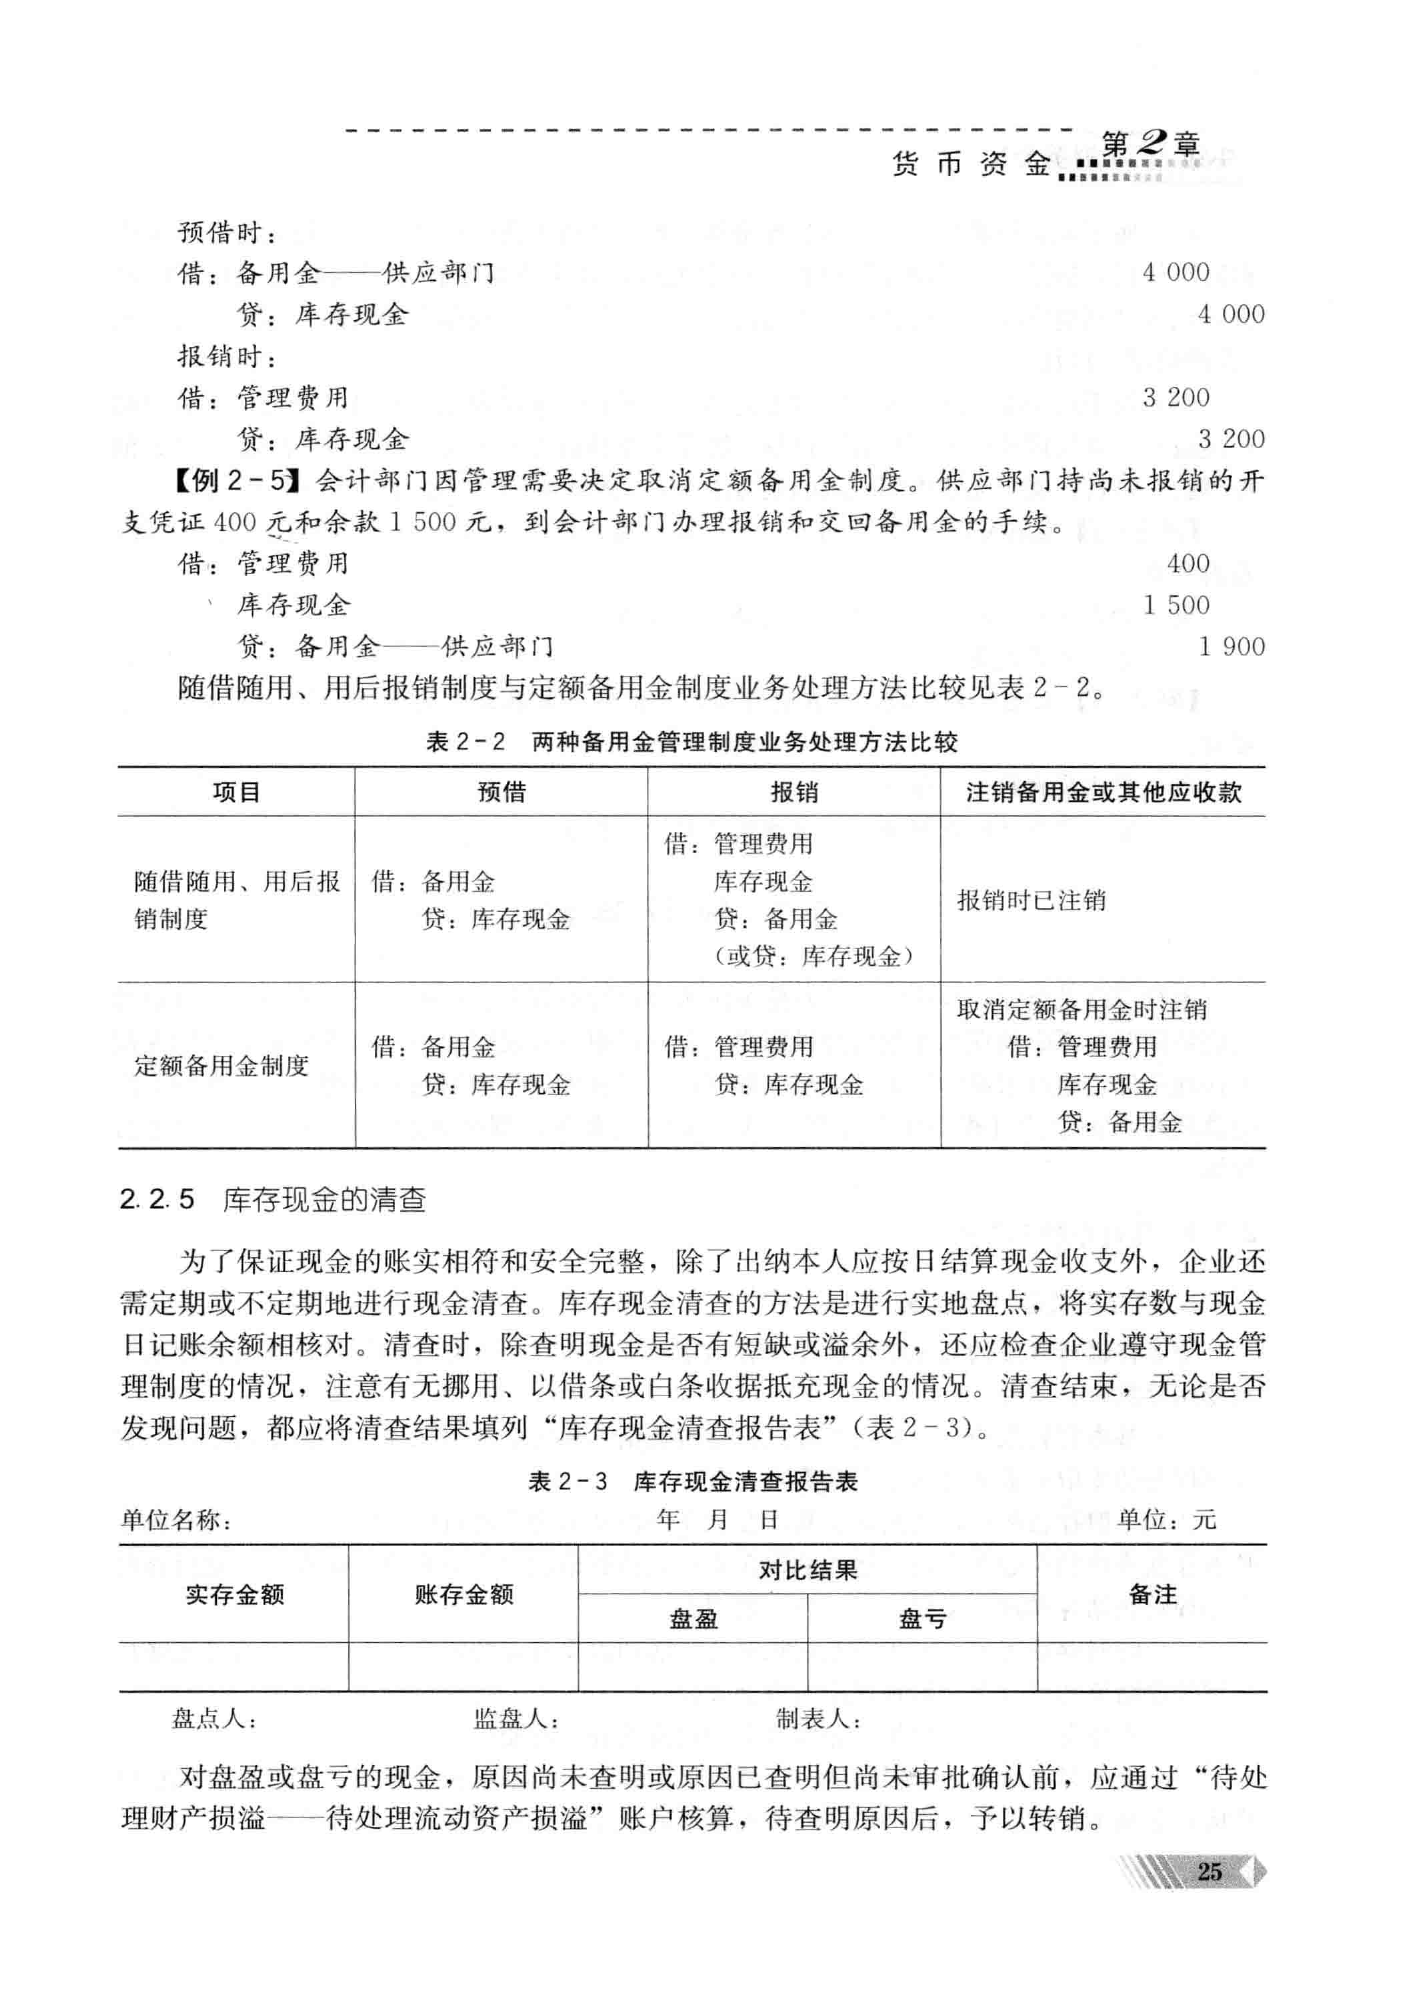 第2章
货币资金
预借时：
借：备用金——供应部门 4 000
贷：库存现金 4 000
报销时：
借：管理费用 3 200
贷：库存现金 3 200
【例2-5】会计部门因管理需要决定取消定额备用金制度。供应部门持尚未报销的开
支凭证400元和余款1 500元，到会计部门办理报销和交回备用金的手续。
借：管理费用 400
库存现金 1 500
贷：备用金——供应部门 1 900
随借随用、用后报销制度与定额备用金制度业务处理方法比较见表2-2。
表2-2 两种备用金管理制度业务处理方法比较
项目 预借 报销 注销备用金或其他应收款
随借随用、用后报
销制度
借：备用金
贷：库存现金
借：管理费用
库存现金
贷：备用金
（或贷：库存现金）
报销时已注销
定额备用金制度
借：备用金
贷：库存现金
借：管理费用
贷：库存现金
取消定额备用金时注销
借：管理费用
库存现金
贷：备用金
2.2.5 库存现金的清查
为了保证现金的账实相符和安全完整，除了出纳本人应按日结算现金收支外，企业还
需定期或不定期地进行现金清查。库存现金清查的方法是进行实地盘点，将实存数与现金
日记账余额相核对。清查时，除查明现金是否有短缺或溢余外，还应检查企业遵守现金管
理制度的情况，注意有无挪用、以借条或白条收据抵充现金的情况。清查结束，无论是否
发现问题，都应将清查结果填列“库存现金清查报告表”（表2-3）。
表2-3 库存现金清查报告表
单位名称： 年 月 日 单位：元
实存金额 账存金额 对比结果 备注
盘盈 盘亏
盘点人： 监盘人： 制表人：
对盘盈或盘亏的现金，原因尚未查明或原因已查明但尚未审批确认前，应通过“待处
理财产损溢——待处理流动资产损溢”账户核算，待查明原因后，予以转销。
25